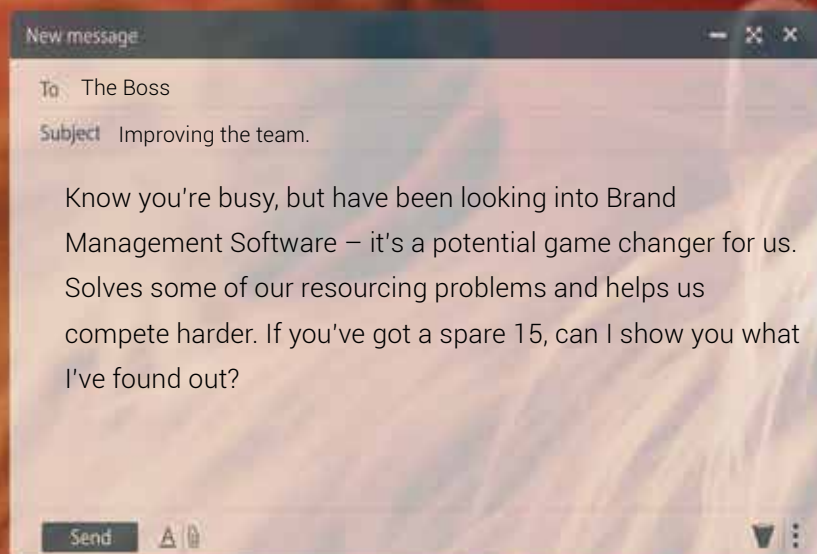 New message
To The Boss
Subject Improving the team.
Know you're busy, but have been looking into Brand
Management Software – it's a potential game changer for us.
Solves some of our resourcing problems and helps us
compete harder. If you've got a spare 15, can I show you what
I've found out?
Send A